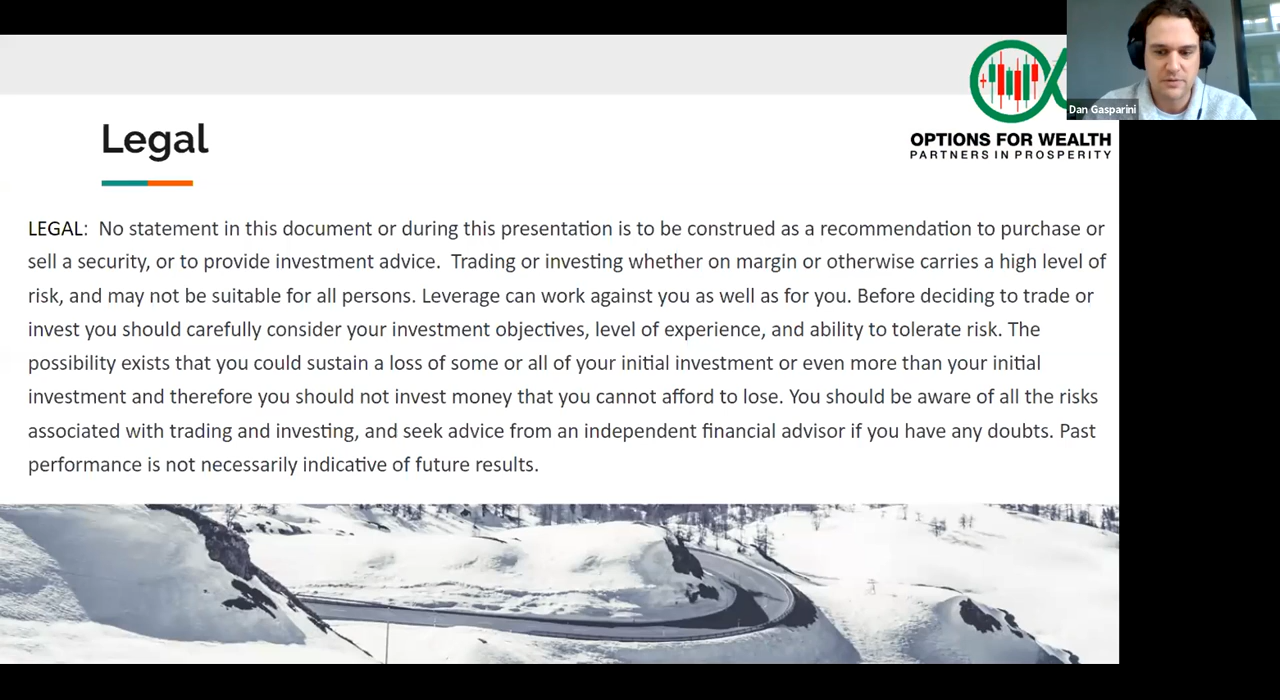 Dan Gasparini
OPTIONS FOR WEALTH
PARTNERS IN PROSPERITY
Legal
LEGAL:  No statement in this document or during this presentation is to be construed as a recommendation to purchase or
sell a security, or to provide investment advice.  Trading or investing whether on margin or otherwise carries a high level of
risk, and may not be suitable for all persons. Leverage can work against you as well as for you. Before deciding to trade or
invest you should carefully consider your investment objectives, level of experience, and ability to tolerate risk. The
possibility exists that you could sustain a loss of some or all of your initial investment or even more than your initial
investment and therefore you should not invest money that you cannot afford to lose. You should be aware of all the risks
associated with trading and investing, and seek advice from an independent financial advisor if you have any doubts. Past
performance is not necessarily indicative of future results.